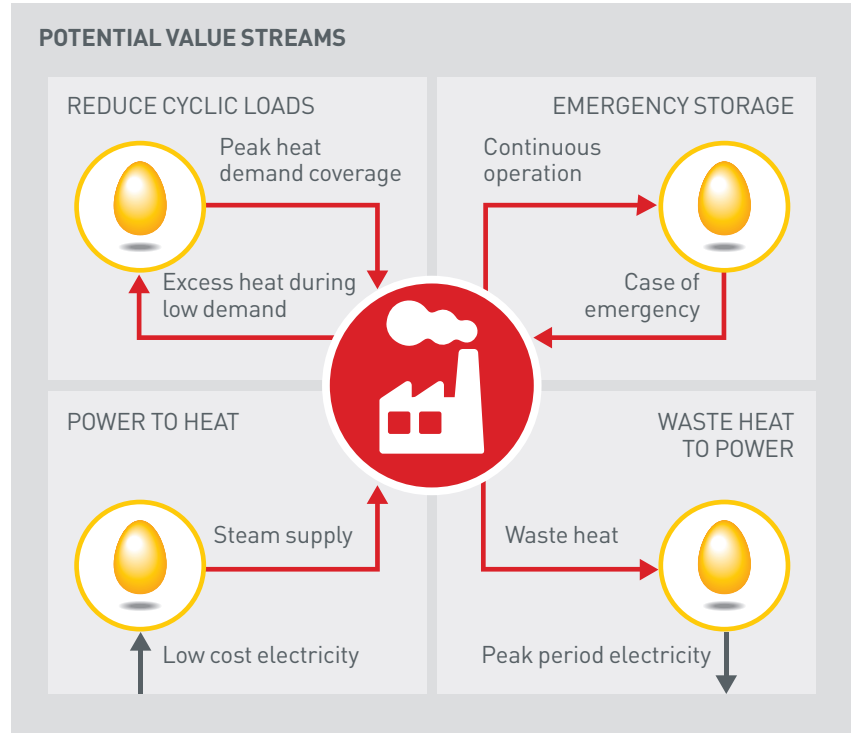 POTENTIAL VALUE STREAMS
REDUCE CYCLIC LOADS
Peak heat
demand coverage
Excess heat during
low demand
EMERGENCY STORAGE
Continuous
operation
Case of
emergency
POWER TO HEAT
Steam supply
Low cost electricity
WASTE HEAT
TO POWER
Waste heat
Peak period electricity